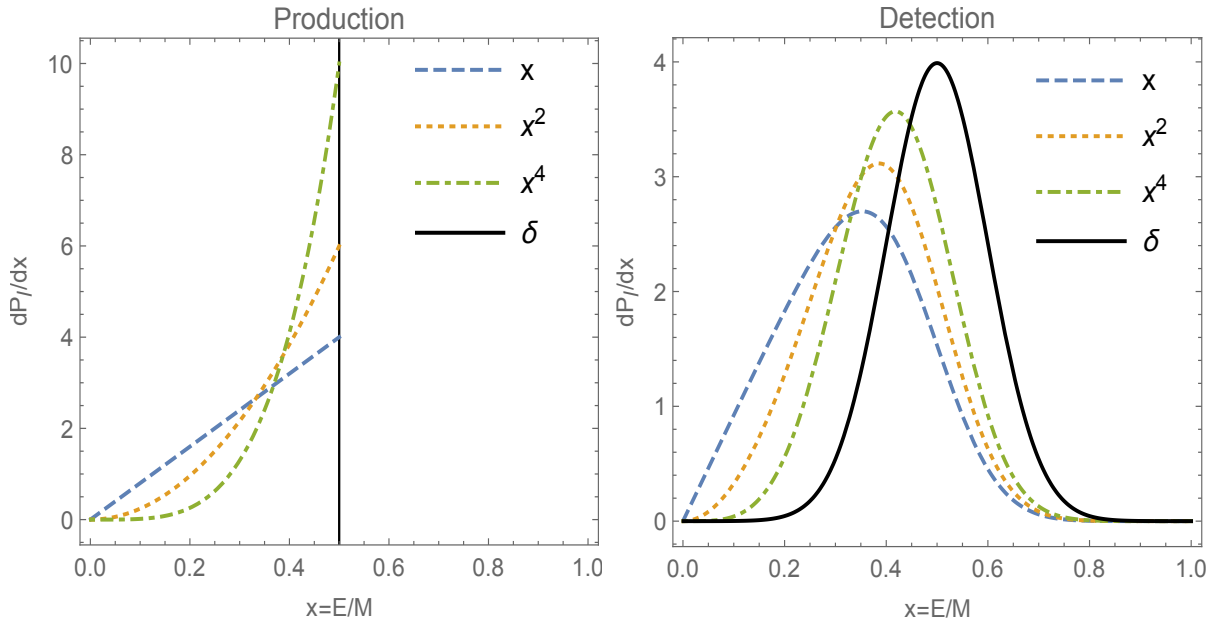 Production
10
8
6
4
2
0
0.0 0.2 0.4 0.6 0.8 1.0
dP_l/dx
x=E/M
x
x²
x⁴
δ
Detection
4
3
2
1
0
0.0 0.2 0.4 0.6 0.8 1.0
dP_l/dx
x=E/M
x
x²
x⁴
δ